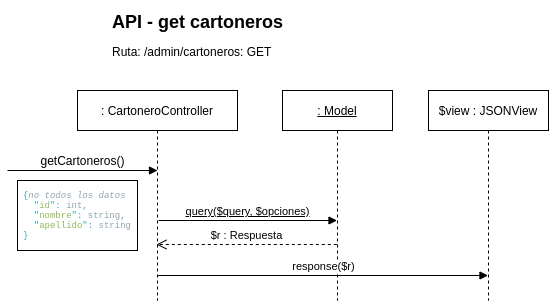 API - get cartoneros
Ruta: /admin/cartoneros: GET
: CartoneroController
: Model
$view : JSONView
getCartoneros()
{no todos los datos
"id": int,
"nombre": string,
"apellido": string
}
query($query, $opciones)
$r : Respuesta
response($r)